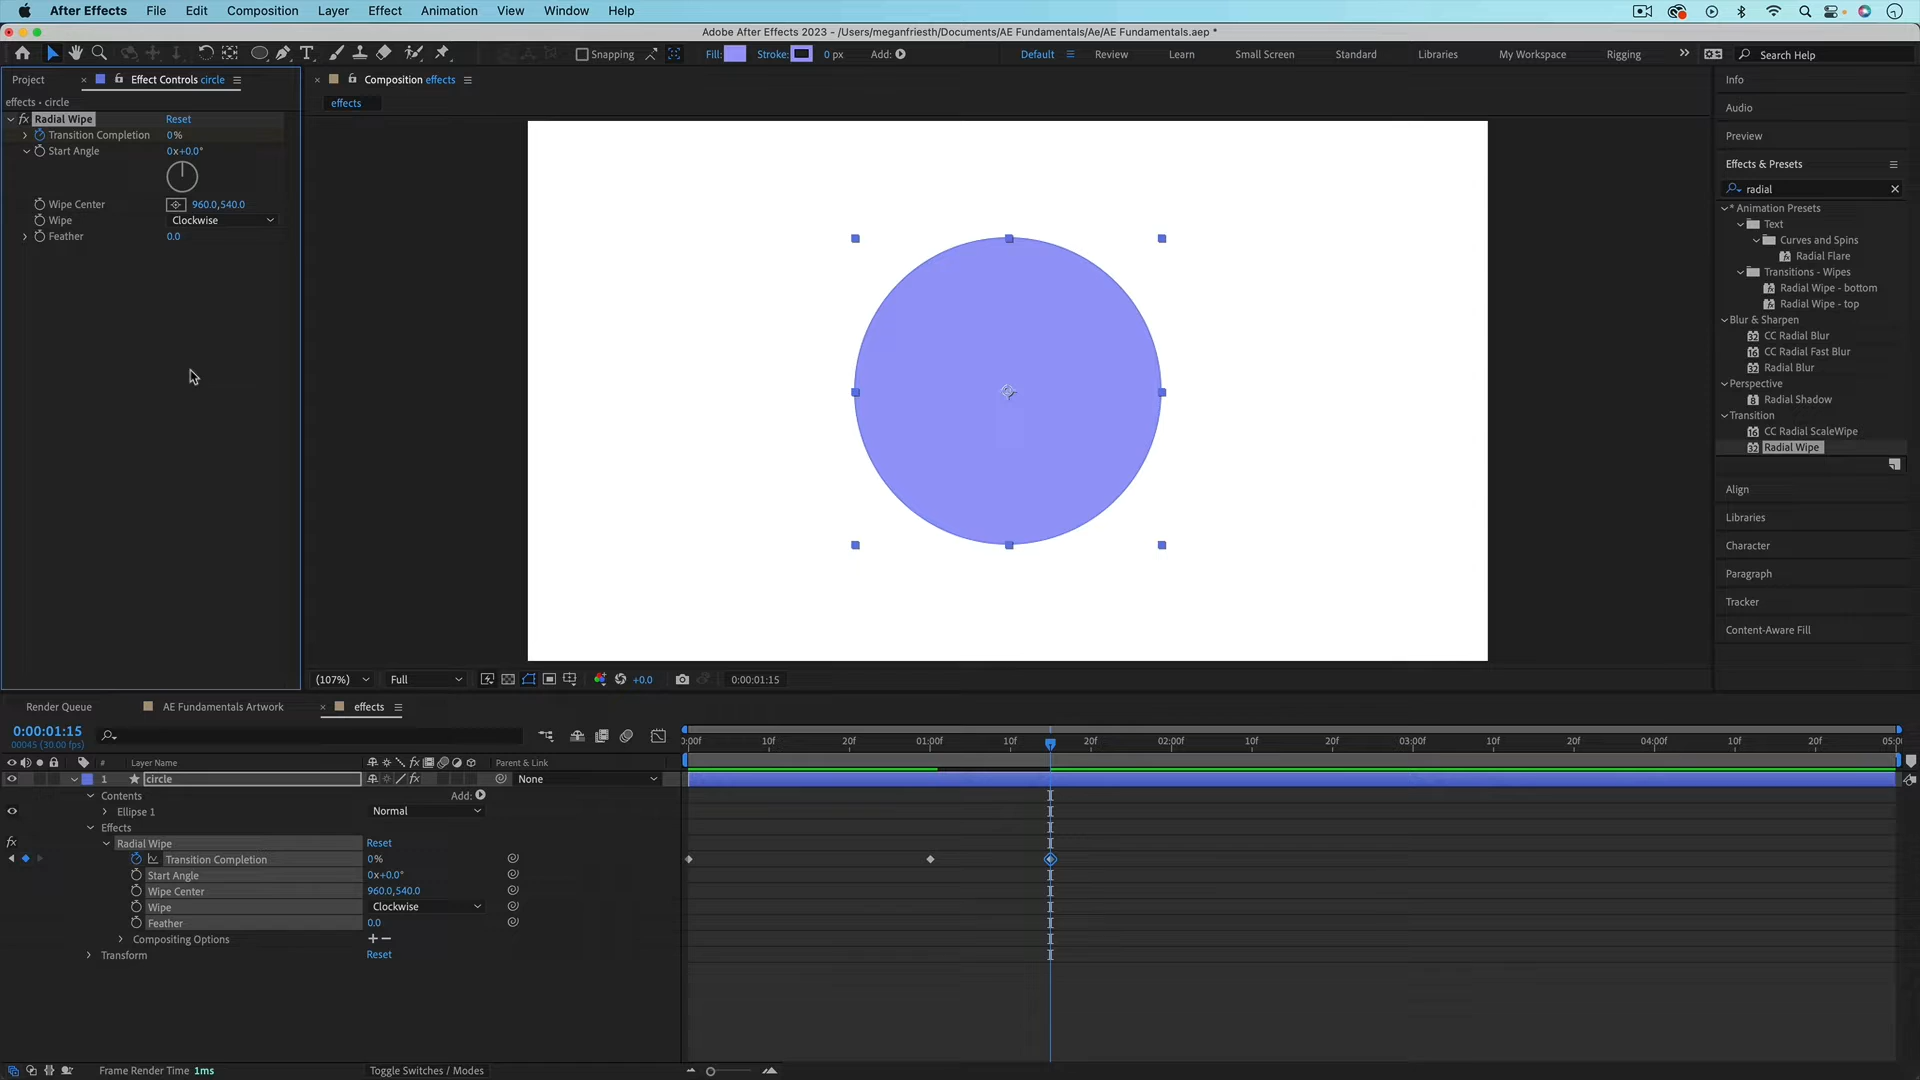 After Effects File Edit Composition Layer Effect Animation View Window Help
Adobe After Effects 2023 - /Users/meganfriesth/Documents/AE Fundamentals/Ae/AE Fundamentals.aep *
Snapping Fill: Stroke: 0 px Add: Default Review Learn Small Screen Standard Libraries My Workspace Rigging Search Help
Project Effect Controls circle
Composition effects
Info
effects • circle
effects
Audio
Radial Wipe Reset
Transition Completion 0%
Preview
Start Angle 0x+0.0°
Effects & Presets
radial
Wipe Center 960.0,540.0
Wipe Clockwise
Feather 0.0
* Animation Presets
Text
Curves and Spins
Radial Flare
Transitions - Wipes
Radial Wipe - bottom
Radial Wipe - top
Blur & Sharpen
32 CC Radial Blur
16 CC Radial Fast Blur
32 Radial Blur
Perspective
8 Radial Shadow
Transition
16 CC Radial ScaleWipe
32 Radial Wipe
Align
Libraries
Character
Paragraph
Tracker
Content-Aware Fill
(107%) Full +0.0 0:00:01:15
Render Queue AE Fundamentals Artwork effects
0:00:01:15
00045 (30.00 fps)
0:00f 10f 20f 01:00f 10f 20f 02:00f 10f 20f 03:00f 10f 20f 04:00f 10f 20f 05:0
# Layer Name Parent & Link
1 circle None
Contents Add:
Ellipse 1 Normal
Effects
Radial Wipe Reset
Transition Completion 0%
Start Angle 0x+0.0°
Wipe Center 960.0,540.0
Wipe Clockwise
Feather 0.0
Compositing Options + −
Transform Reset
Frame Render Time 1ms Toggle Switches / Modes